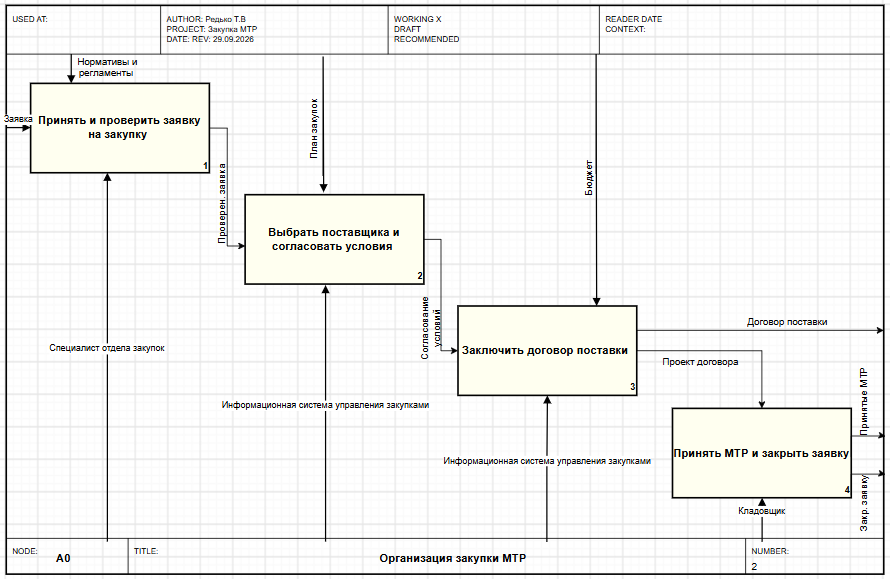 USED AT:
AUTHOR: Редько Т.В
PROJECT: Закупка МТР
DATE: REV: 29.09.2026
WORKING X
DRAFT
RECOMMENDED
READER DATE
CONTEXT:
Нормативы и
регламенты
Заявка
Принять и проверить заявку
на закупку
1
План закупок
Бюджет
Проверен. заявка
Выбрать поставщика и
согласовать условия
2
Согласование
условий
Специалист отдела закупок
Заключить договор поставки
3
Договор поставки
Проект договора
Информационная система управления закупками
Принятые МТР
Принять МТР и закрыть заявку
4
Информационная система управления закупками
Закр. заявку
Кладовщик
NODE:
A0
TITLE:
Организация закупки МТР
NUMBER:
2